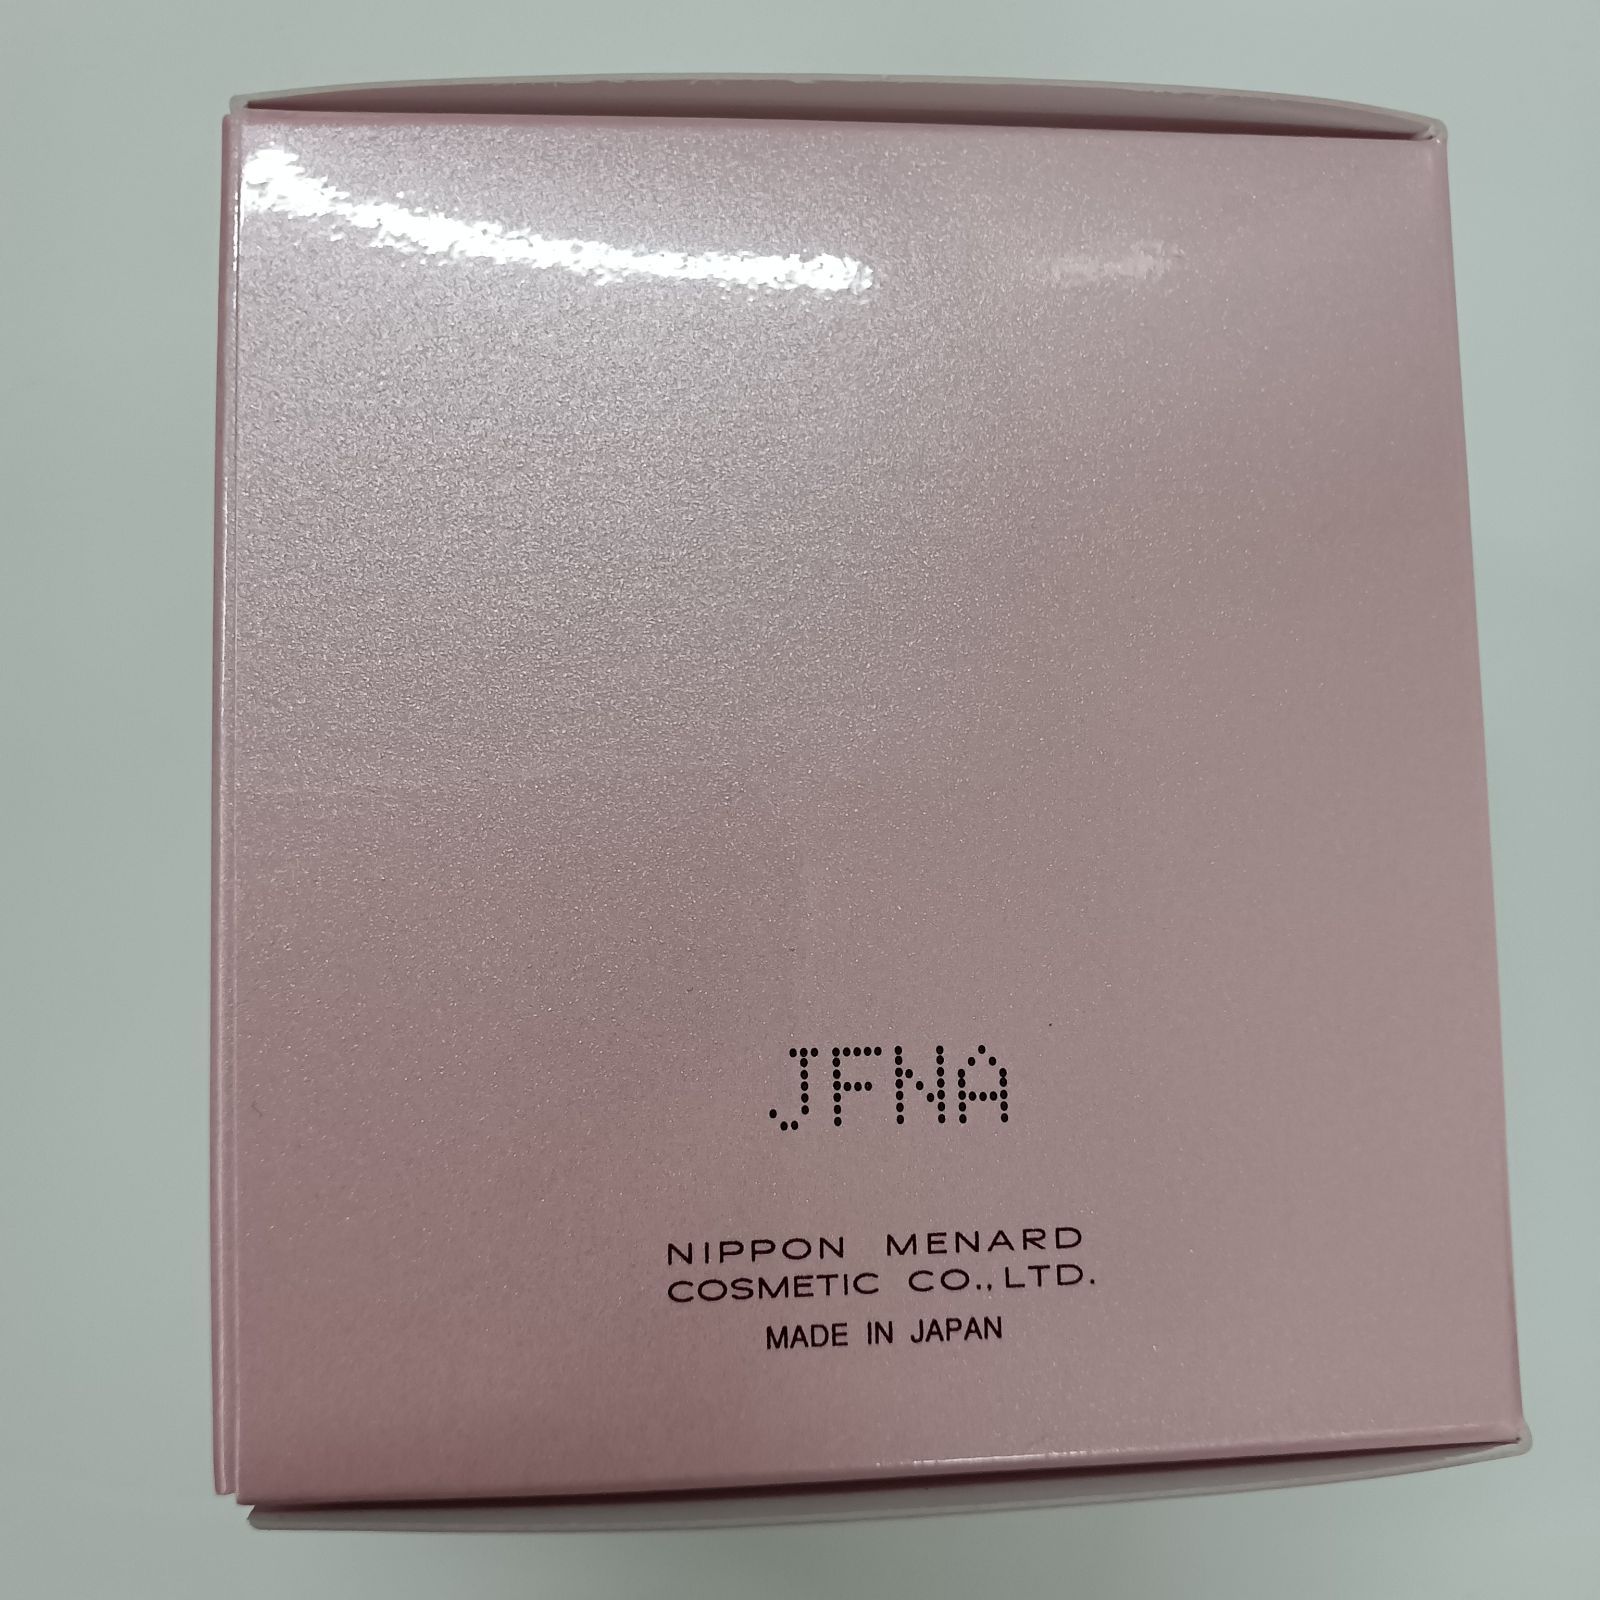 JFNA
NIPPON MENARD
COSMETIC CO., LTD.
MADE IN JAPAN